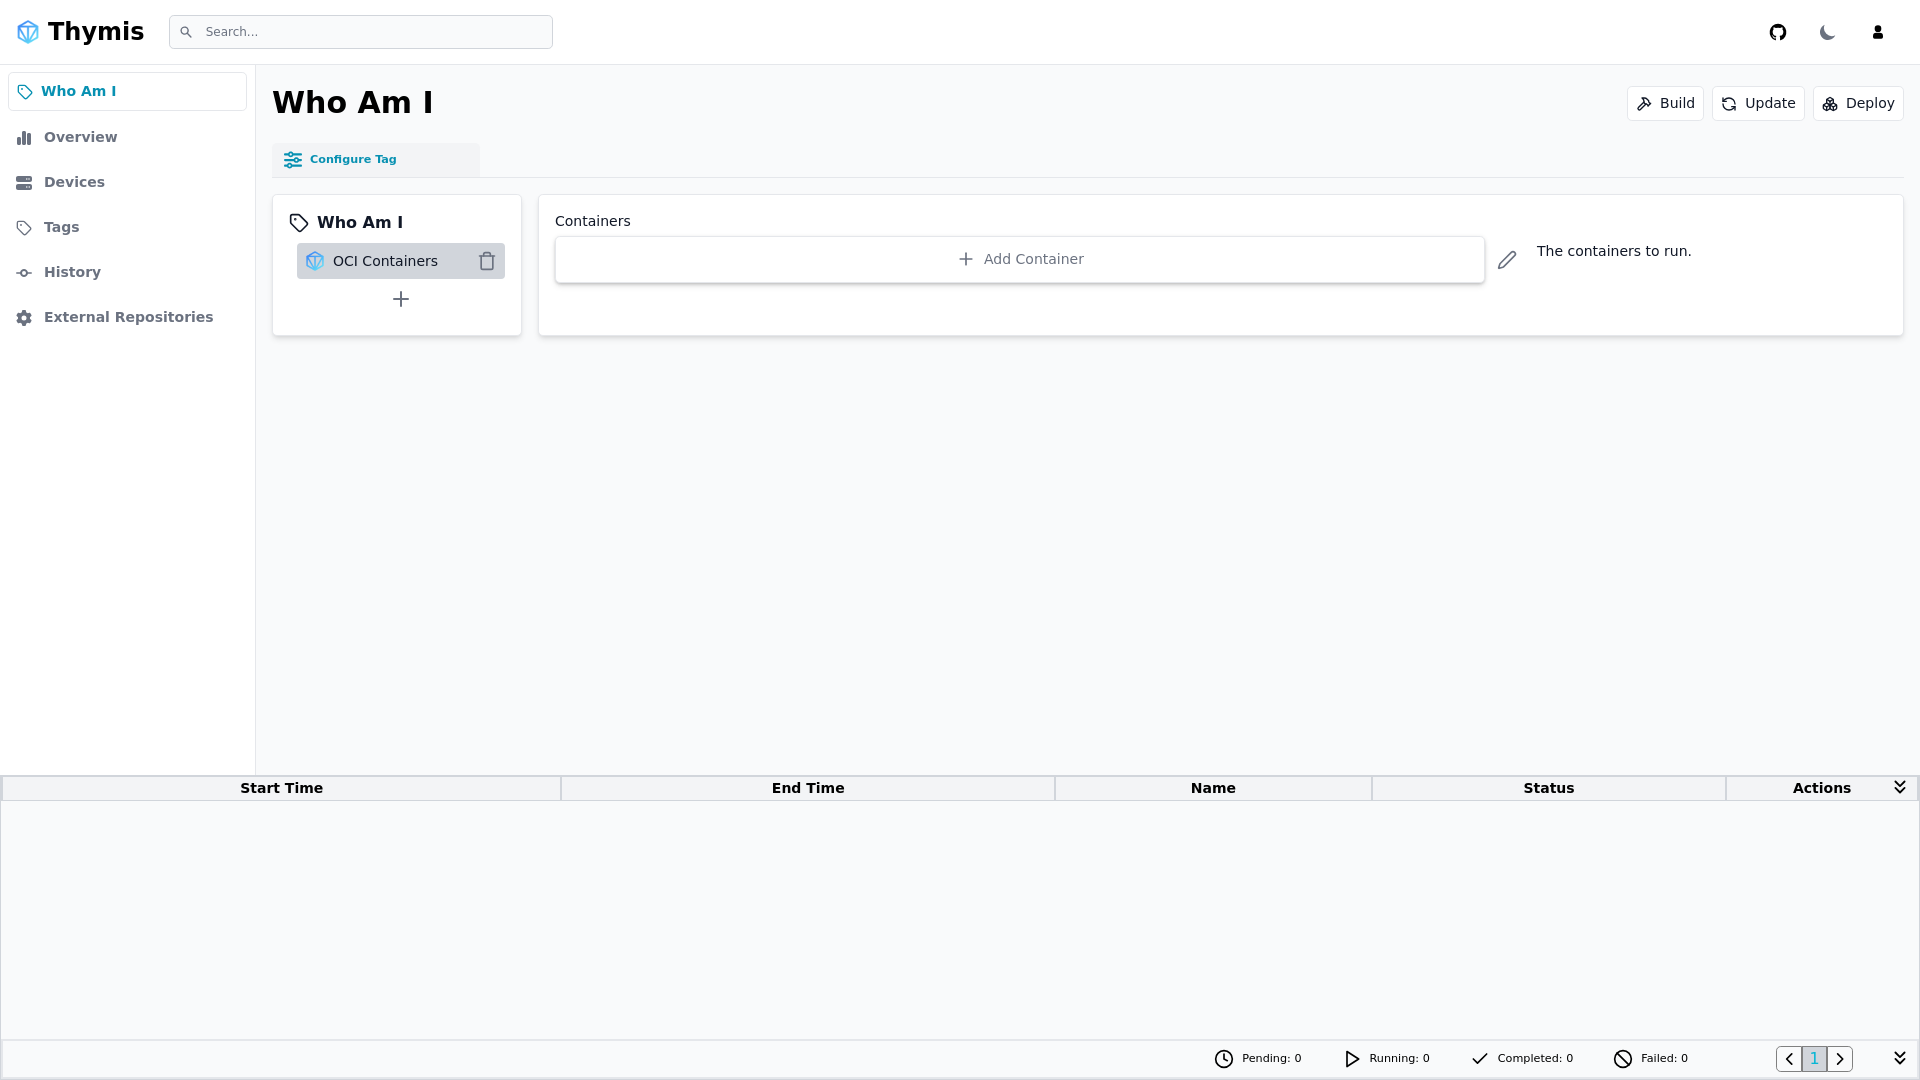 Thymis
Search...
Who Am I
Overview
Devices
Tags
History
External Repositories
Who Am I
Build
Update
Deploy
Configure Tag
Who Am I
OCI Containers
Containers
Add Container
The containers to run.
Start Time
End Time
Name
Status
Actions
Pending: 0
Running: 0
Completed: 0
Failed: 0
1